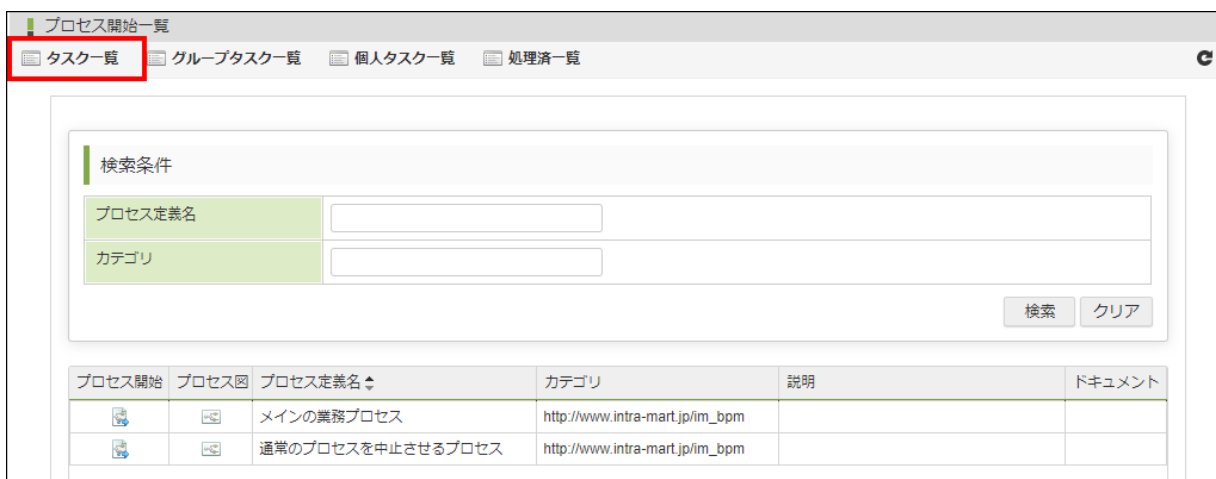 プロセス開始一覧
タスク一覧 グループタスク一覧 個人タスク一覧 処理済一覧
検索条件
プロセス定義名
カテゴリ
検索 クリア
プロセス開始 プロセス図 プロセス定義名 カテゴリ 説明 ドキュメント
メインの業務プロセス http://www.intra-mart.jp/im_bpm
通常のプロセスを中止させるプロセス http://www.intra-mart.jp/im_bpm